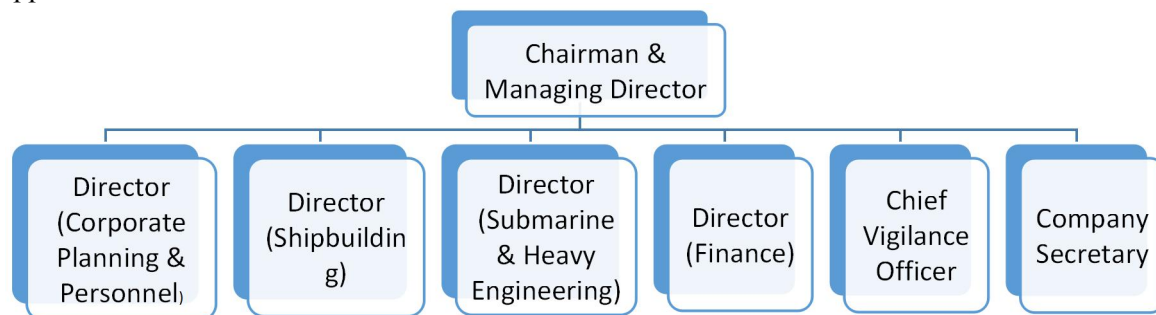 Chairman &
Managing Director
Director
(Corporate
Planning &
Personnel)
Director
(Shipbuildin
g)
Director
(Submarine
& Heavy
Engineering)
Director
(Finance)
Chief
Vigilance
Officer
Company
Secretary